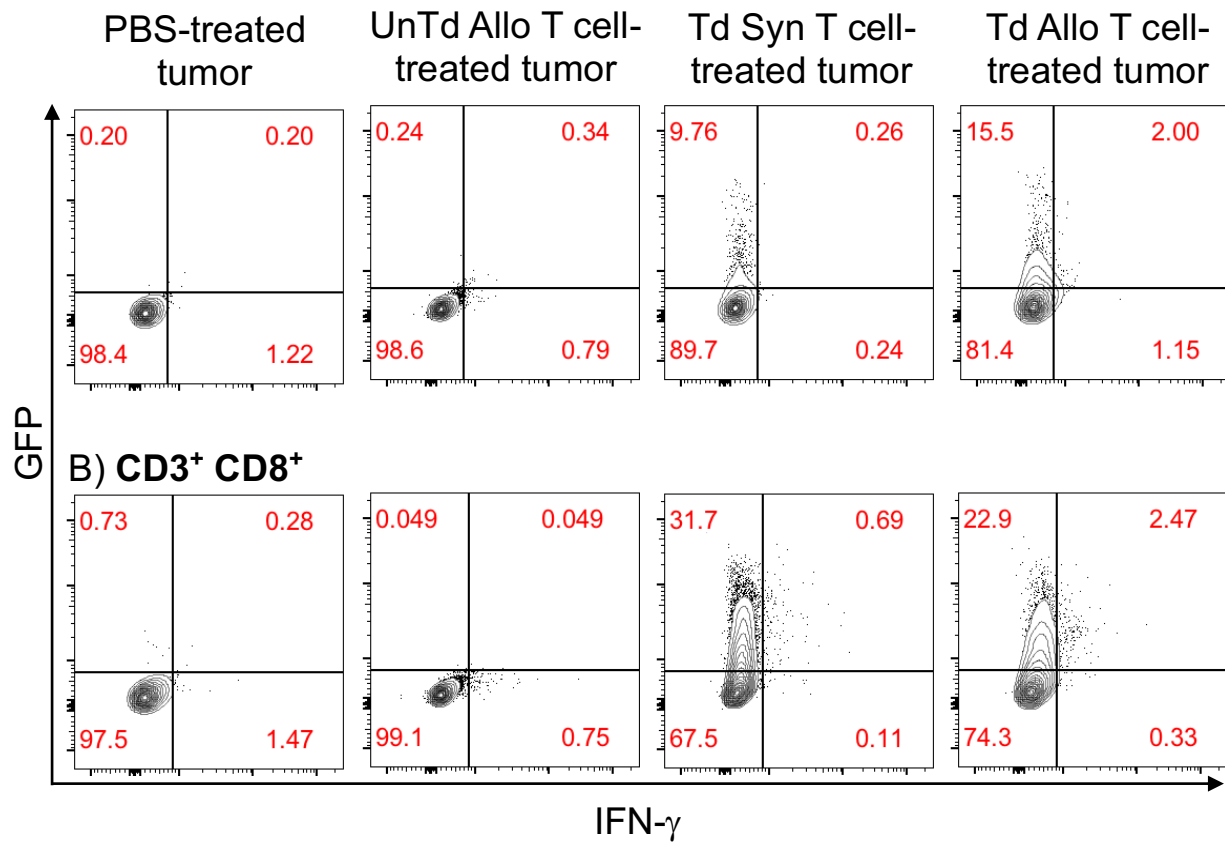 PBS-treated
tumor
UnTd Allo T cell-
treated tumor
Td Syn T cell-
treated tumor
Td Allo T cell-
treated tumor
0.20 0.20
98.4 1.22
0.24 0.34
98.6 0.79
9.76 0.26
89.7 0.24
15.5 2.00
81.4 1.15
GFP
B) CD3⁺ CD8⁺
0.73 0.28
97.5 1.47
0.049 0.049
99.1 0.75
31.7 0.69
67.5 0.11
22.9 2.47
74.3 0.33
IFN-γ